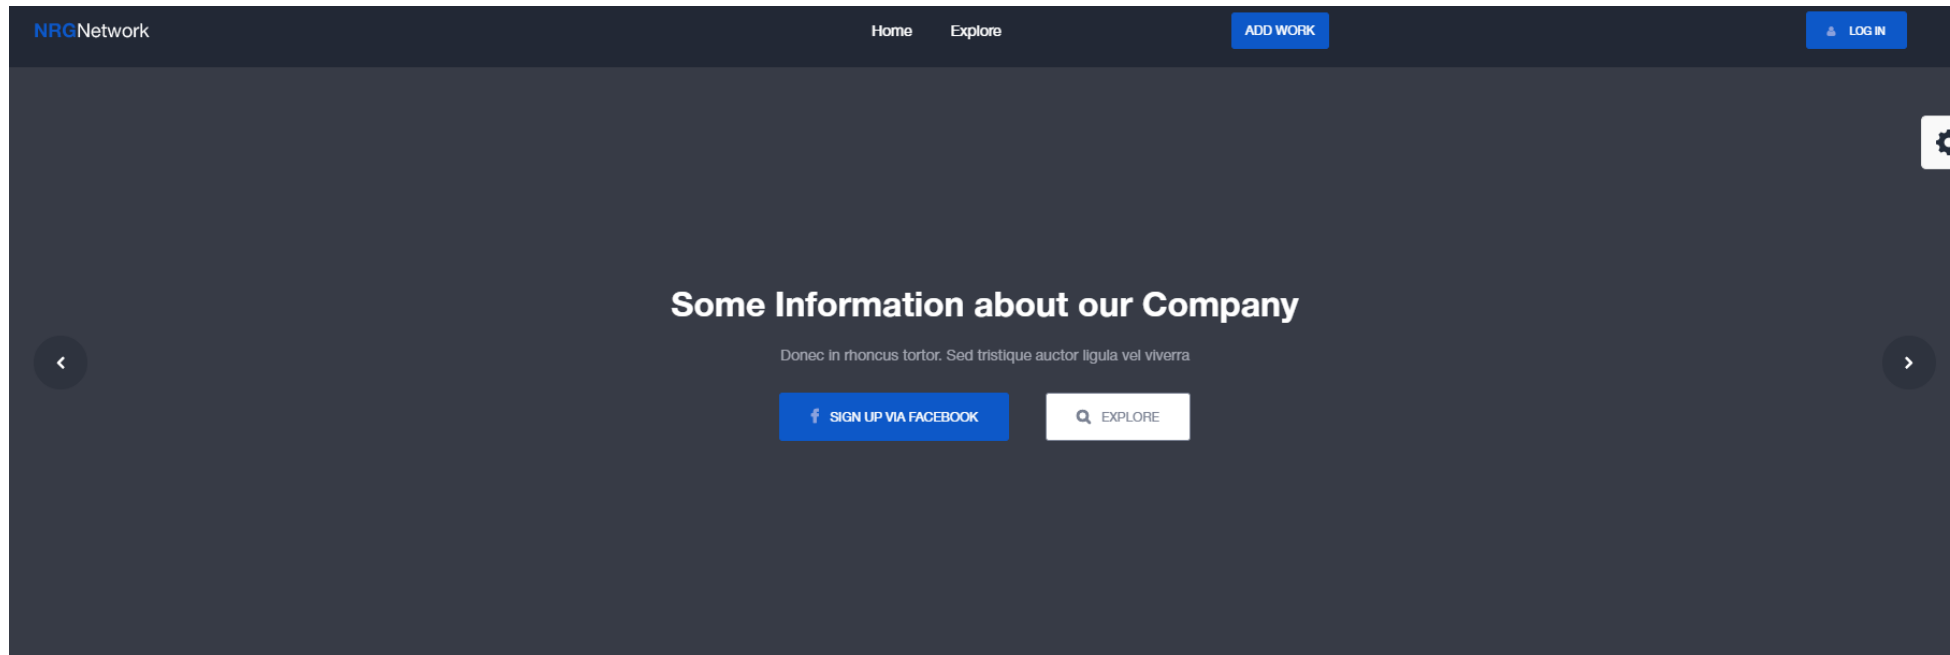 NRGNetwork Home Explore ADD WORK LOG IN
Some Information about our Company
Donec in rhoncus tortor. Sed tristique auctor ligula vel viverra
SIGN UP VIA FACEBOOK EXPLORE